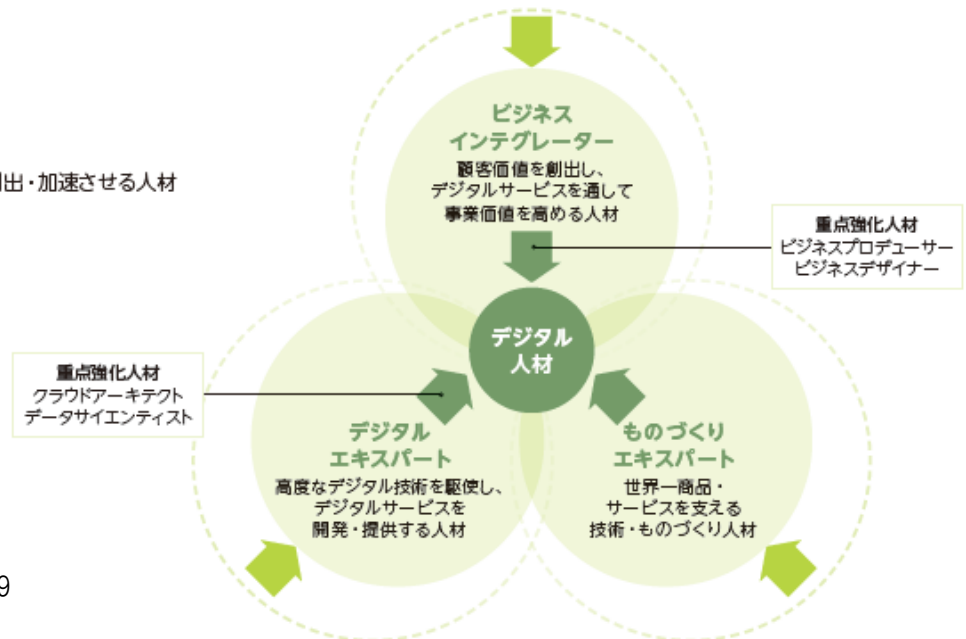 ビジネス
インテグレーター
顧客価値を創出し、
デジタルサービスを通して
事業価値を高める人材
出・加速させる人材
重点強化人材
ビジネスプロデューサー
ビジネスデザイナー
デジタル
人材
重点強化人材
クラウドアーキテクト
データサイエンティスト
デジタル
エキスパート
高度なデジタル技術を駆使し、
デジタルサービスを
開発・提供する人材
ものづくり
エキスパート
世界一商品・
サービスを支える
技術・ものづくり人材
9